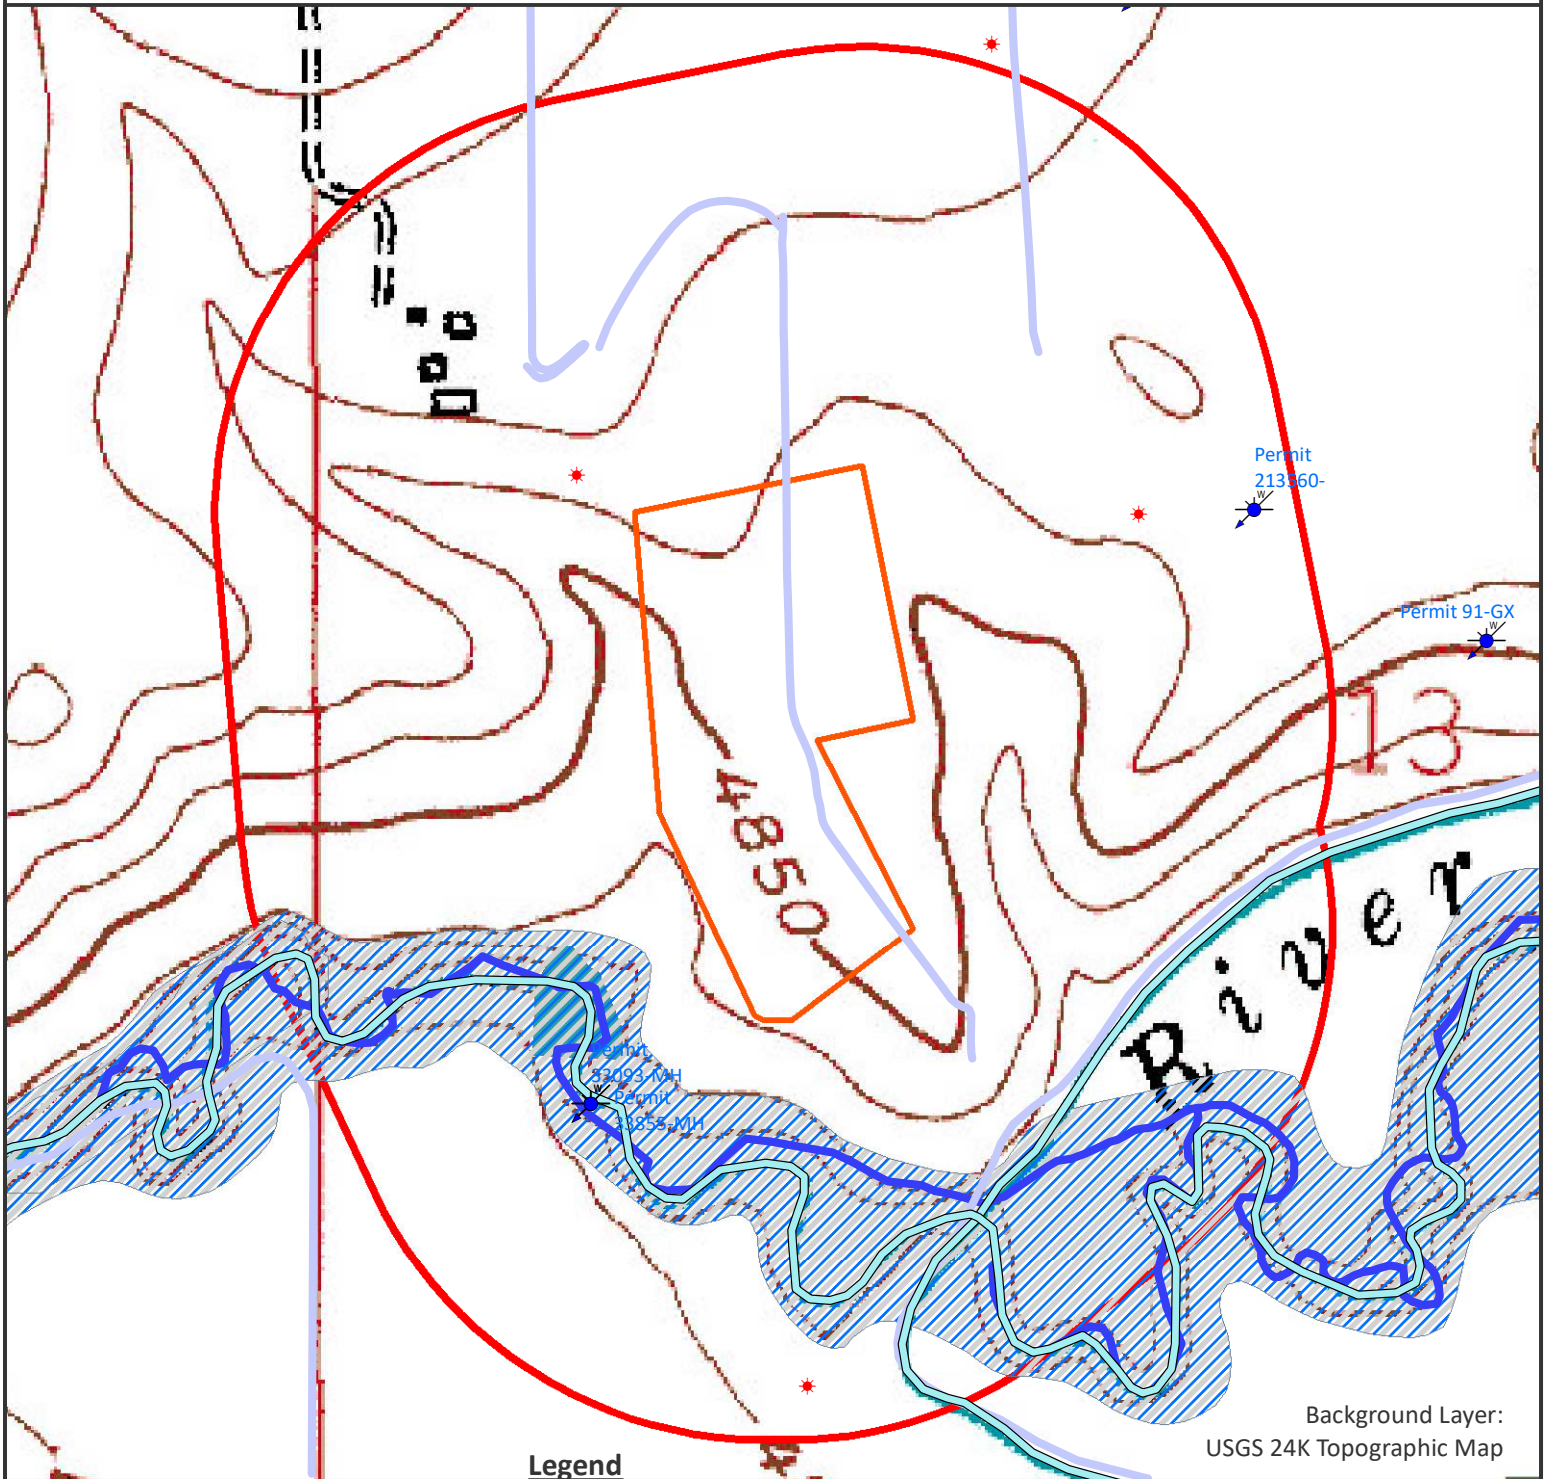 Permit
213560-
W
Permit 91-GX
W
13
4850
River
Permit
53093-MH
W
Permit
33855-MH
Background Layer:
USGS 24K Topographic Map
Legend